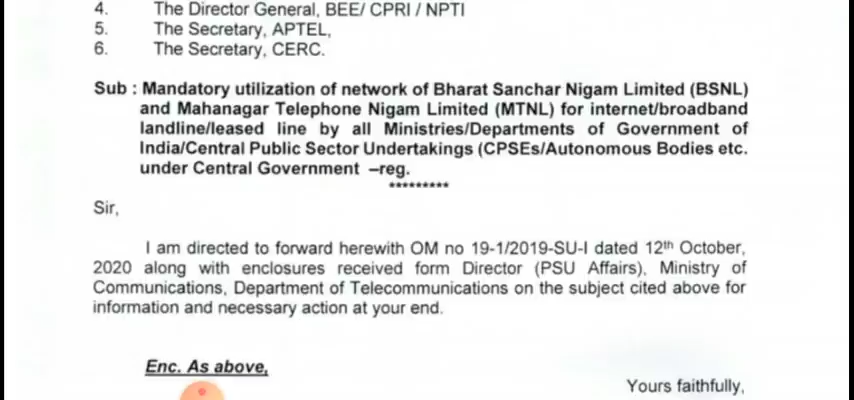 4. The Director General, BEE/ CPRI / NPTI
5. The Secretary, APTEL,
6. The Secretary, CERC.
Sub : Mandatory utilization of network of Bharat Sanchar Nigam Limited (BSNL)
and Mahanagar Telephone Nigam Limited (MTNL) for internet/broadband
landline/leased line by all Ministries/Departments of Government of
India/Central Public Sector Undertakings (CPSEs/Autonomous Bodies etc.
under Central Government –reg.
*********
Sir,
I am directed to forward herewith OM no 19-1/2019-SU-I dated 12th October,
2020 along with enclosures received form Director (PSU Affairs), Ministry of
Communications, Department of Telecommunications on the subject cited above for
information and necessary action at your end.
Enc. As above,
Yours faithfully,